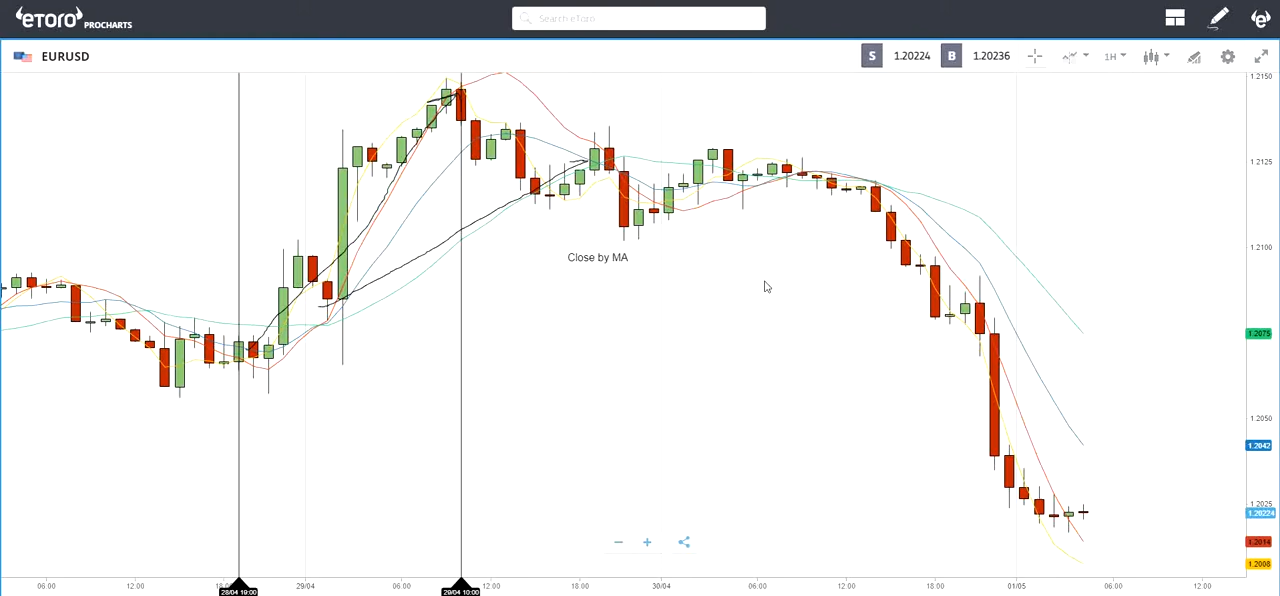 eTORO PROCHARTS
Search eToro
EURUSD
S 1.20224 B 1.20236 1H
1.2150
1.2125
1.2100
1.2075
1.2050
1.2042
1.2025
1.20224
1.2014
1.2008
Close by MA
06:00 12:00 18:00 29/04 06:00 12:00 18:00 30/04 06:00 12:00 18:00 01/05 06:00 12:00
28/04 19:00 29/04 10:00